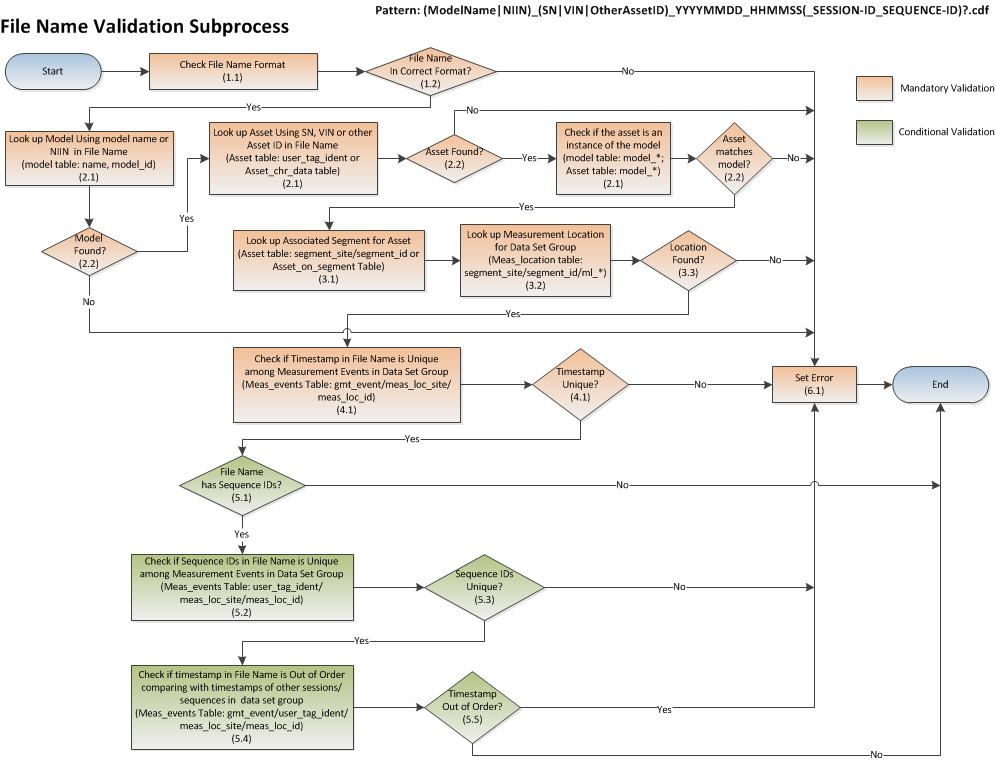 Pattern: (ModelName|NIIN)_(SN|VIN|OtherAssetID)_YYYYMMDD_HHMMSS(_SESSION-ID_SEQUENCE-ID)?.cdf
File Name Validation Subprocess
Start
Check File Name Format
(1.1)
File Name
In Correct Format?
(1.2)
No
Mandatory Validation
Conditional Validation
Yes
No
Look up Model Using model name or
NIIN in File Name
(model table: name, model_id)
(2.1)
Look up Asset Using SN, VIN or other
Asset ID in File Name
(Asset table: user_tag_ident or
Asset_chr_data table)
(2.1)
Asset Found?
(2.2)
Yes
Check if the asset is an
instance of the model
(model table: model_*;
Asset table: model_*)
(2.1)
Asset
matches
model?
(2.2)
No
Yes
Yes
Model
Found?
(2.2)
Look up Associated Segment for Asset
(Asset table: segment_site/segment_id or
Asset_on_segment Table)
(3.1)
Look up Measurement Location
for Data Set Group
(Meas_location table:
segment_site/segment_id/ml_*)
(3.2)
Location
Found?
(3.3)
No
No
Yes
Check if Timestamp in File Name is Unique
among Measurement Events in Data Set Group
(Meas_events Table: gmt_event/meas_loc_site/
meas_loc_id)
(4.1)
Timestamp
Unique?
(4.1)
No
Set Error
(6.1)
End
Yes
File Name
has Sequence IDs?
(5.1)
No
Yes
Check if Sequence IDs in File Name is Unique
among Measurement Events in Data Set Group
(Meas_events Table: user_tag_ident/
meas_loc_site/meas_loc_id)
(5.2)
Sequence IDs
Unique?
(5.3)
No
Yes
Check if timestamp in File Name is Out of Order
comparing with timestamps of other sessions/
sequences in data set group
(Meas_events Table: gmt_event/user_tag_ident/
meas_loc_site/meas_loc_id)
(5.4)
Timestamp
Out of Order?
(5.5)
Yes
No